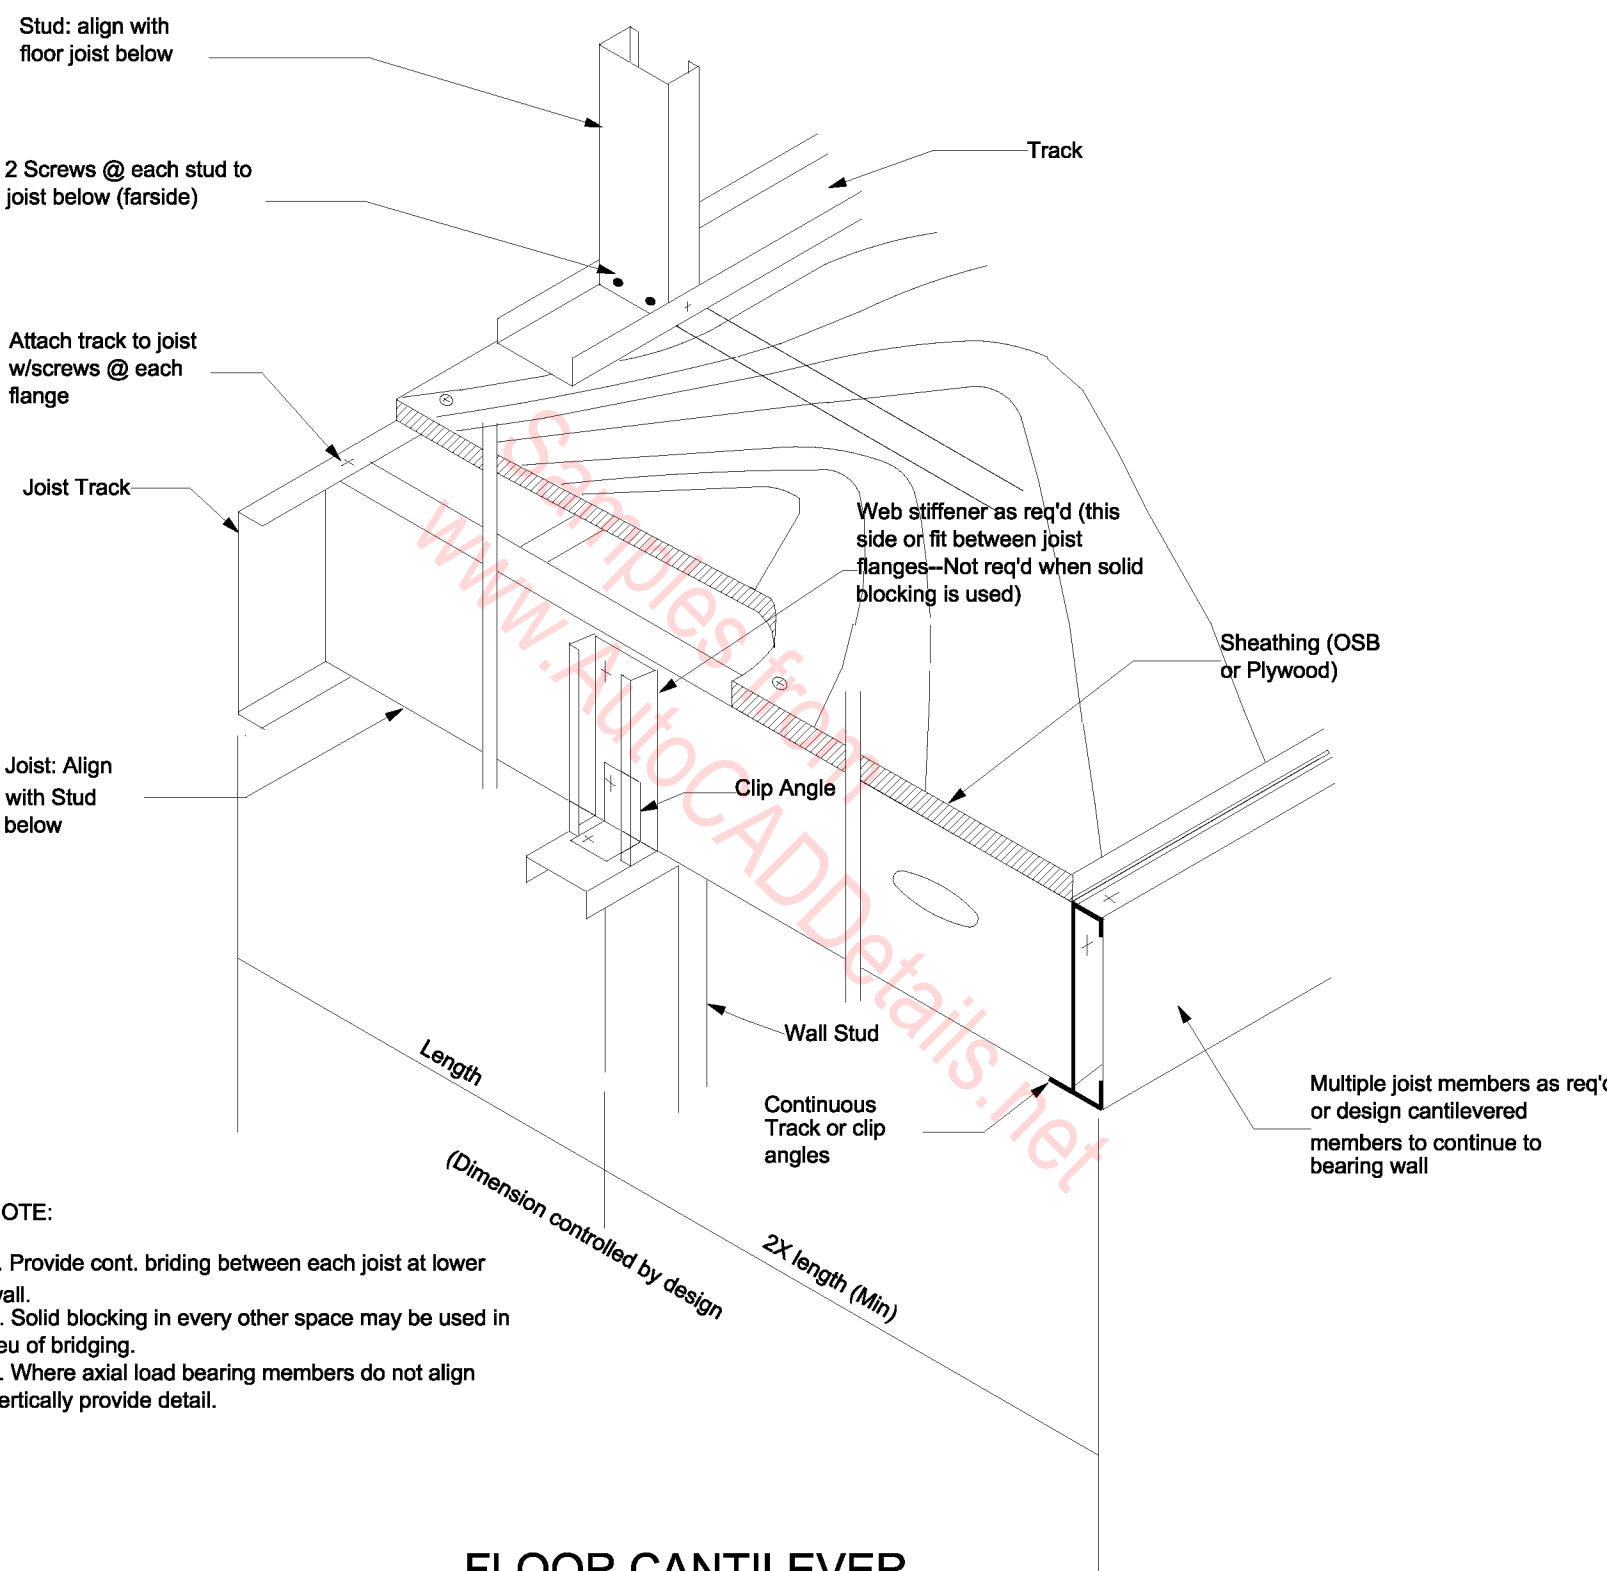 Stud: align with
floor joist below
2 Screws @ each stud to
joist below (farside)
Track
Attach track to joist
w/screws @ each
flange
Joist Track
Web stiffener as req'd (this
side or fit between joist
flanges--Not req'd when solid
blocking is used)
Sheathing (OSB
or Plywood)
Joist: Align
with Stud
below
Clip Angle
Wall Stud
Length
Continuous
Track or clip
angles
Multiple joist members as req'd
or design cantilevered
members to continue to
bearing wall
(Dimension controlled by design
2X length (Min)
OTE:
. Provide cont. briding between each joist at lower
all.
. Solid blocking in every other space may be used in
eu of bridging.
. Where axial load bearing members do not align
ertically provide detail.
FLOOR CANTILEVER
Samples from
www.AutoCADDetails.net